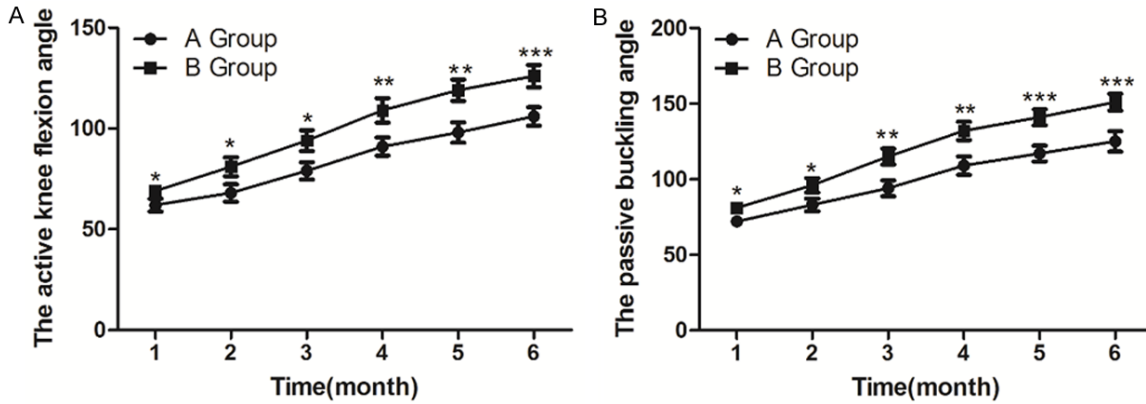 A
The active knee flexion angle
150
100
50
0
A Group
B Group
*
*
*
**
**
***
1 2 3 4 5 6
Time(month)
B
The passive buckling angle
200
150
100
50
0
A Group
B Group
*
*
**
**
***
***
1 2 3 4 5 6
Time(month)